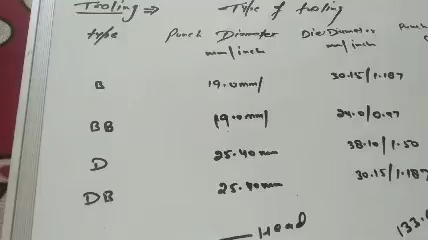 Tooling ⇒ Type of tooling
type Punch Diameter mm/inch Die Diameter mm/inch Punch
B 19.0mm/ 30.15/1.187
BB 19.0mm/ 24.0/0.97
D 25.40mm 38.10/1.50
DB 25.40mm 30.15/1.187
Head 133.